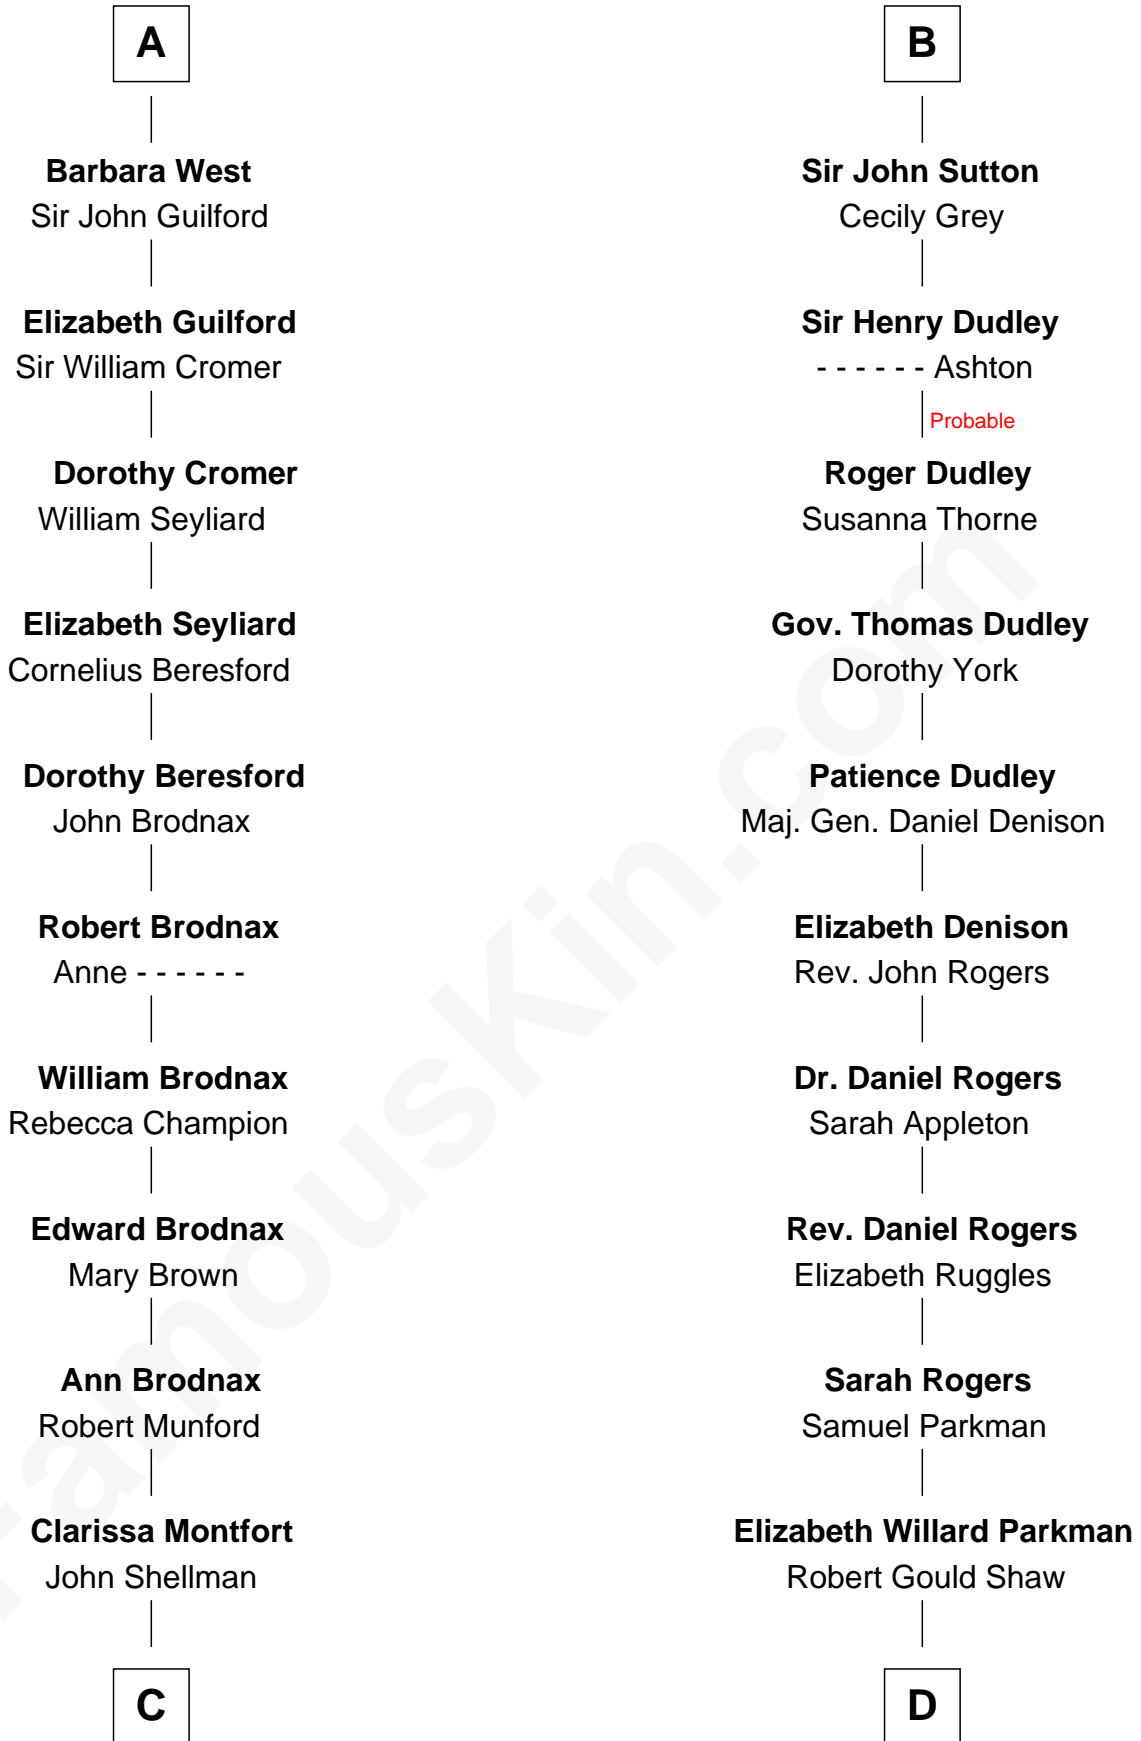 A
Barbara West
Sir John Guilford
Elizabeth Guilford
Sir William Cromer
Dorothy Cromer
William Seyliard
Elizabeth Seyliard
Cornelius Beresford
Dorothy Beresford
John Brodnax
Robert Brodnax
Anne - - - - - -
William Brodnax
Rebecca Champion
Edward Brodnax
Mary Brown
Ann Brodnax
Robert Munford
Clarissa Montfort
John Shellman
C
B
Sir John Sutton
Cecily Grey
Sir Henry Dudley
- - - - - - Ashton
Probable
Roger Dudley
Susanna Thorne
Gov. Thomas Dudley
Dorothy York
Patience Dudley
Maj. Gen. Daniel Denison
Elizabeth Denison
Rev. John Rogers
Dr. Daniel Rogers
Sarah Appleton
Rev. Daniel Rogers
Elizabeth Ruggles
Sarah Rogers
Samuel Parkman
Elizabeth Willard Parkman
Robert Gould Shaw
D
FamousKin.com